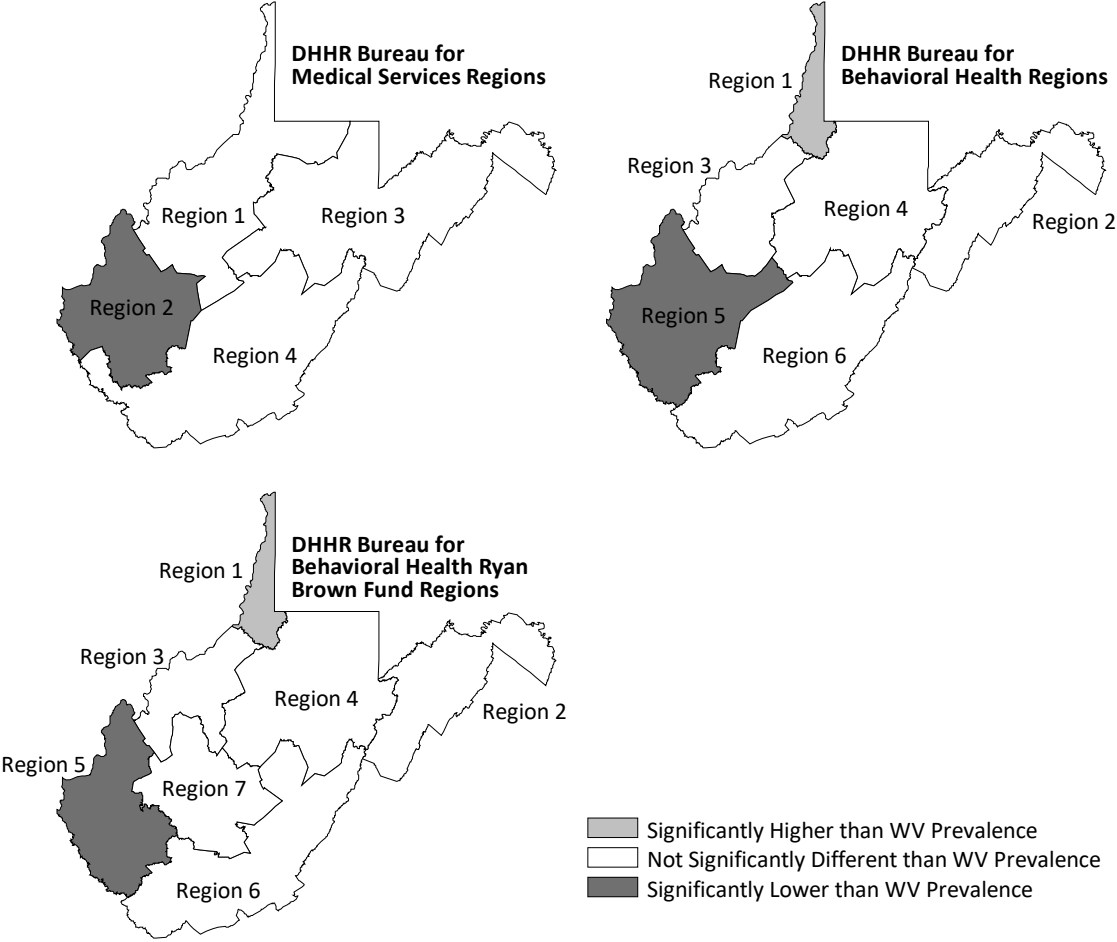 DHHR Bureau for
Medical Services Regions
Region 1
Region 3
Region 2
Region 4
DHHR Bureau for
Behavioral Health Regions
Region 1
Region 3
Region 4
Region 2
Region 5
Region 6
DHHR Bureau for
Behavioral Health Ryan
Brown Fund Regions
Region 1
Region 3
Region 4
Region 2
Region 5
Region 7
Region 6
Significantly Higher than WV Prevalence
Not Significantly Different than WV Prevalence
Significantly Lower than WV Prevalence